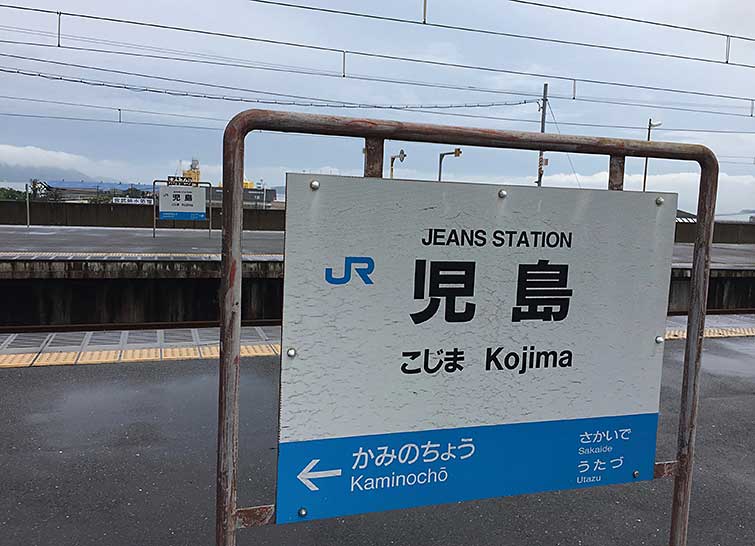 JEANS STATION
JR 児島
こじま Kojima
← かみのちょう
Kaminochō
さかいで
Sakaide
うたづ
Utazu
JR 児島